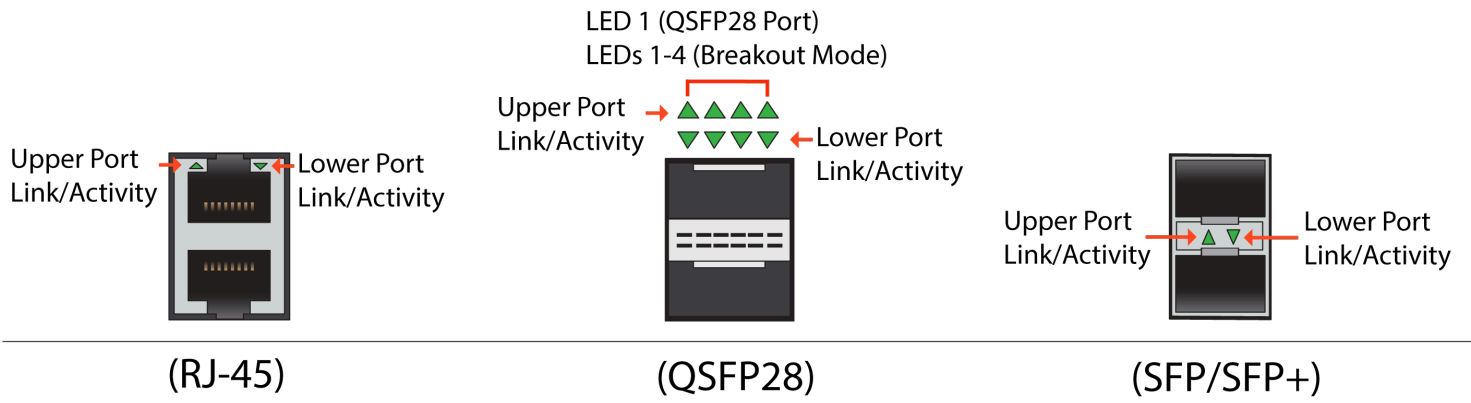 LED 1 (QSFP28 Port)
LEDs 1-4 (Breakout Mode)
Upper Port
Link/Activity
Lower Port
Link/Activity
Upper Port
Link/Activity
Lower Port
Link/Activity
Upper Port
Link/Activity
Lower Port
Link/Activity
(RJ-45)
(QSFP28)
(SFP/SFP+)